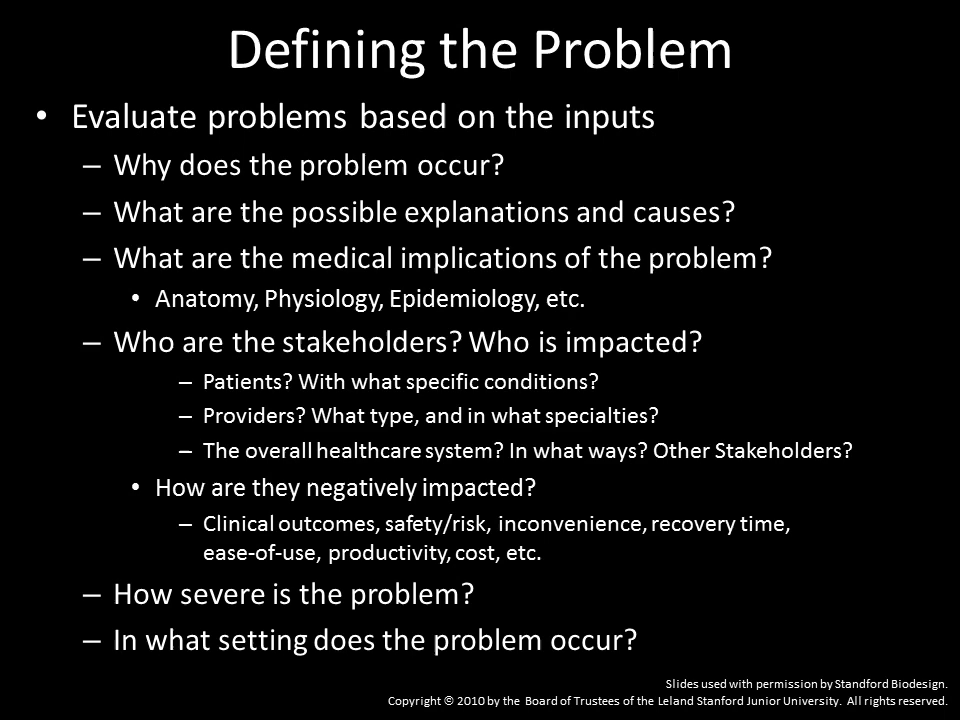 Defining the Problem
• Evaluate problems based on the inputs
– Why does the problem occur?
– What are the possible explanations and causes?
– What are the medical implications of the problem?
• Anatomy, Physiology, Epidemiology, etc.
– Who are the stakeholders? Who is impacted?
– Patients? With what specific conditions?
– Providers? What type, and in what specialties?
– The overall healthcare system? In what ways? Other Stakeholders?
• How are they negatively impacted?
– Clinical outcomes, safety/risk, inconvenience, recovery time,
ease-of-use, productivity, cost, etc.
– How severe is the problem?
– In what setting does the problem occur?
Slides used with permission by Standford Biodesign.
Copyright © 2010 by the Board of Trustees of the Leland Stanford Junior University. All rights reserved.